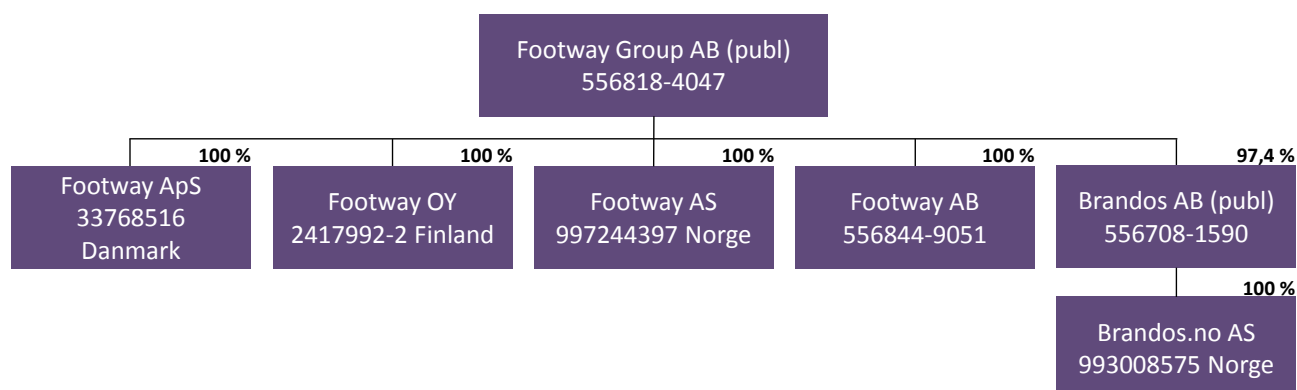 Footway Group AB (publ)
556818-4047
100 %
Footway ApS
33768516
Danmark
100 %
Footway OY
2417992-2 Finland
100 %
Footway AS
997244397 Norge
100 %
Footway AB
556844-9051
97,4 %
Brandos AB (publ)
556708-1590
100 %
Brandos.no AS
993008575 Norge